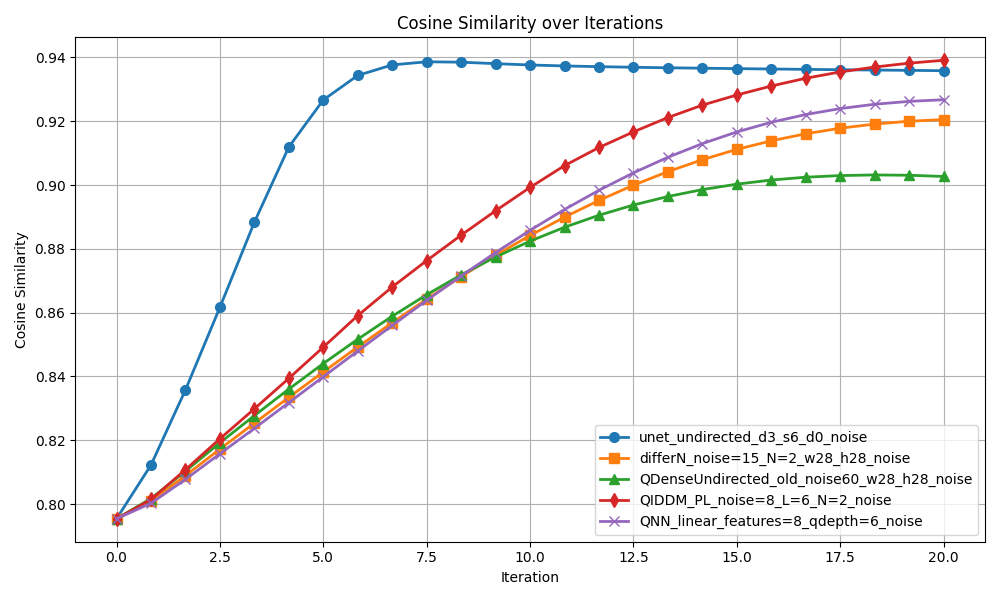 Cosine Similarity over Iterations
Cosine Similarity
0.94
0.92
0.90
0.88
0.86
0.84
0.82
0.80
unet_undirected_d3_s6_d0_noise
differN_noise=15_N=2_w28_h28_noise
QDenseUndirected_old_noise60_w28_h28_noise
QIDDM_PL_noise=8_L=6_N=2_noise
QNN_linear_features=8_qdepth=6_noise
0.0 2.5 5.0 7.5 10.0 12.5 15.0 17.5 20.0
Iteration